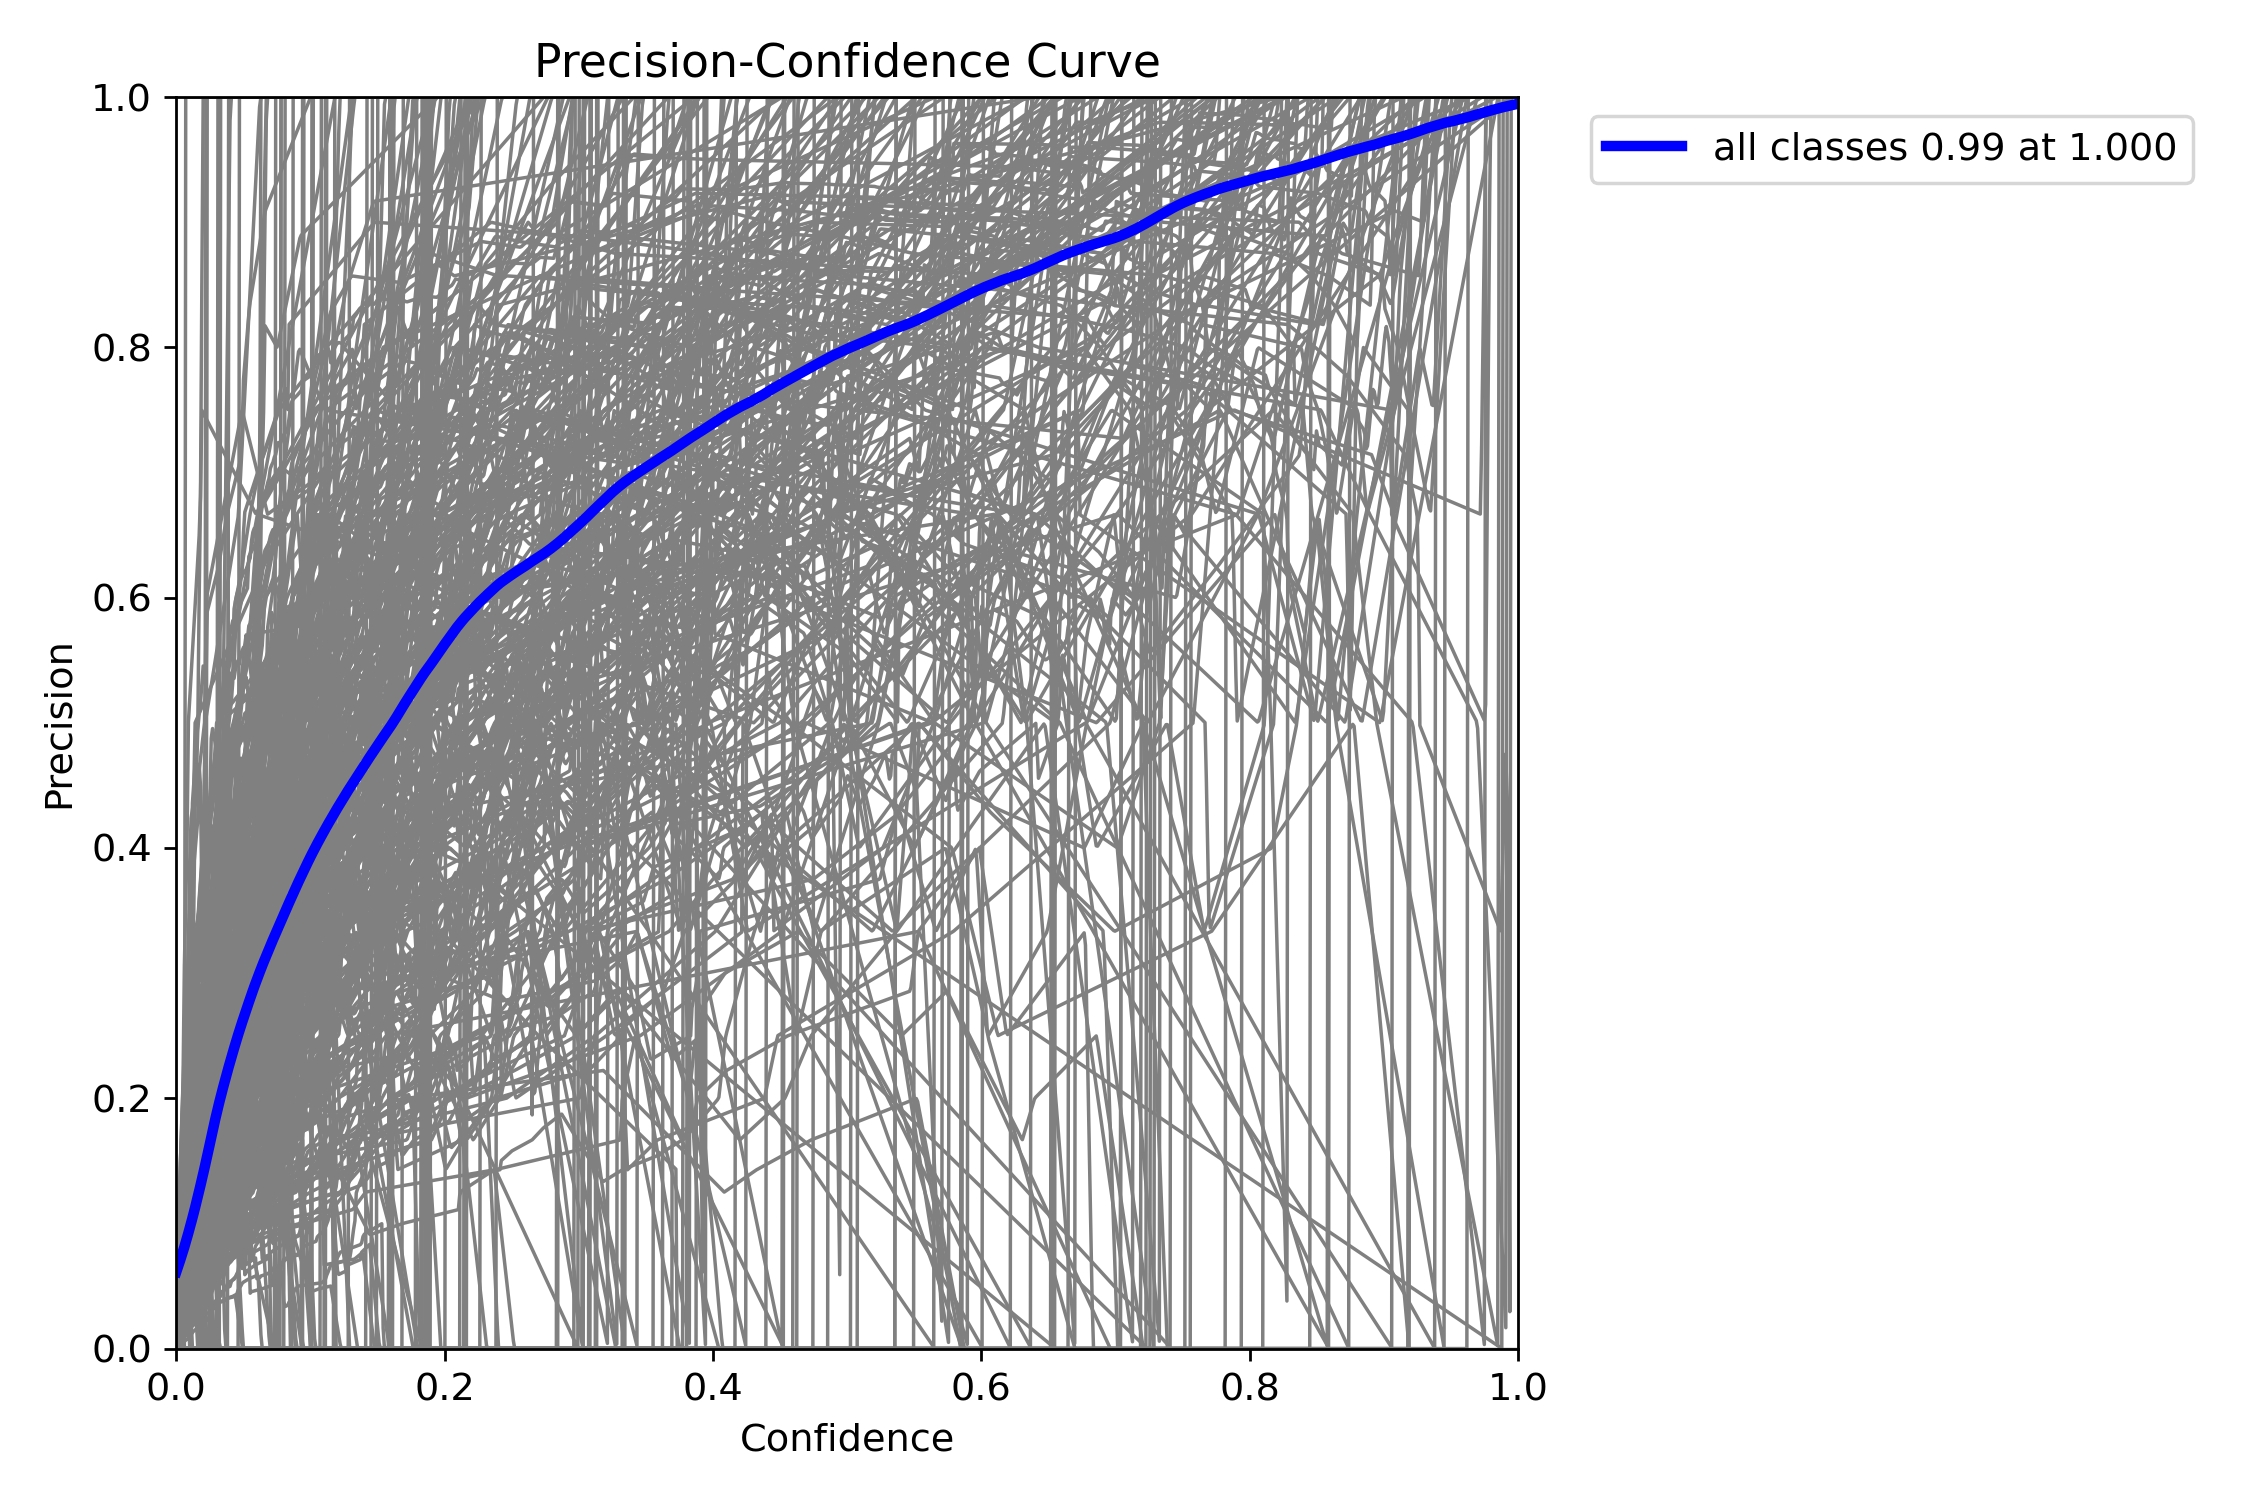 Precision-Confidence Curve
1.0
0.8
0.6
0.4
0.2
0.0
Precision
0.0 0.2 0.4 0.6 0.8 1.0
Confidence
all classes 0.99 at 1.000